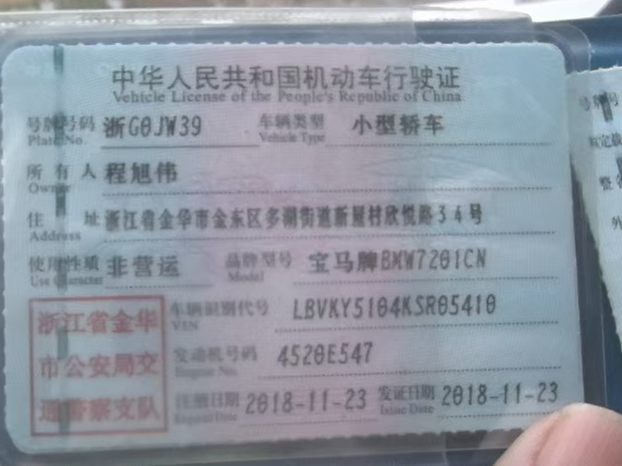 中华人民共和国机动车行驶证
Vehicle License of the People's Republic of China
号牌号码 浙G0JW39 车辆类型 小型轿车
Plate No. Vehicle Type
所有人 程旭伟
Owner
住址 浙江省金华市金东区多湖街道新屋村欣悦路34号
Address
使用性质 非营运 品牌型号 宝马牌BMW7201CN
Use Character Model
浙江省金华
市公安局交
通警察支队
车辆识别代号 LBVKY5104KSR05410
VIN
发动机号码 4520E547
Engine No.
注册日期 2018-11-23 发证日期 2018-11-23
Register Date Issue Date
号牌号